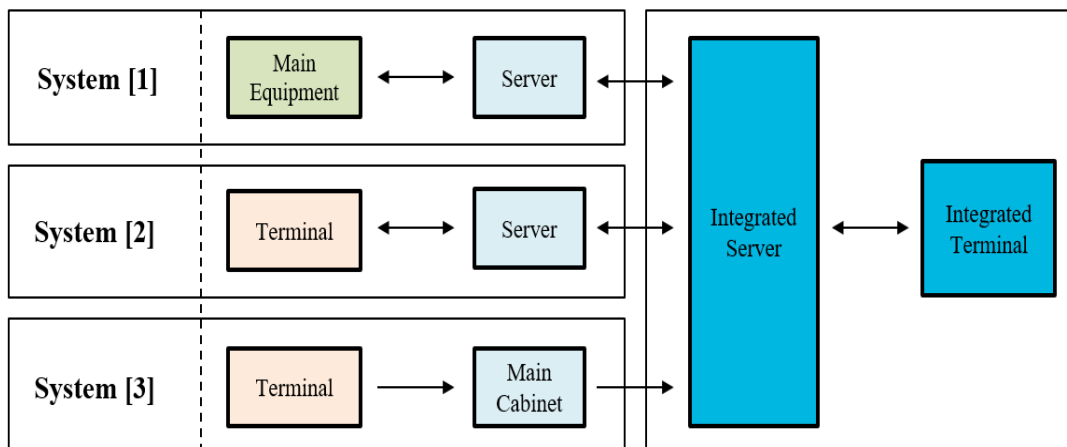 System [1]
Main
Equipment
Server
System [2]
Terminal
Server
System [3]
Terminal
Main
Cabinet
Integrated
Server
Integrated
Terminal